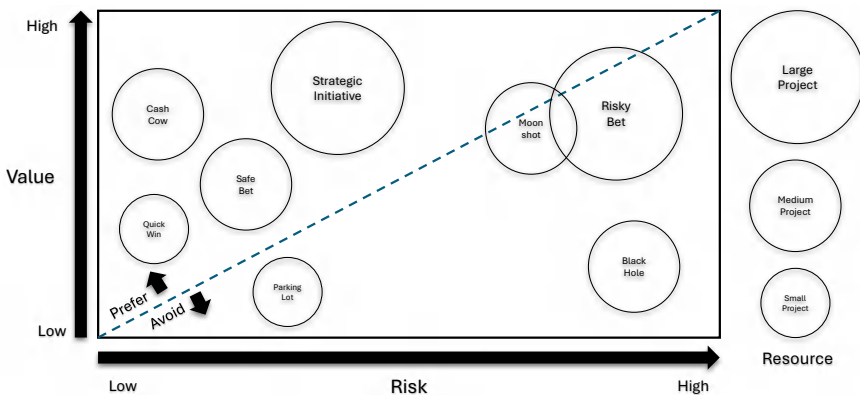 High
Value
Low
Cash
Cow
Strategic
Initiative
Safe
Bet
Quick
Win
Prefer
Avoid
Parking
Lot
Moon
shot
Risky
Bet
Black
Hole
Low
Risk
High
Large
Project
Medium
Project
Small
Project
Resource